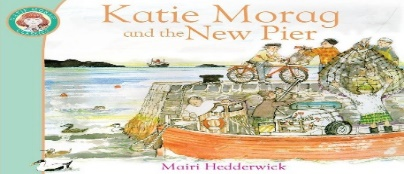 Katie Morag
and the New Pier
Mairi Hedderwick